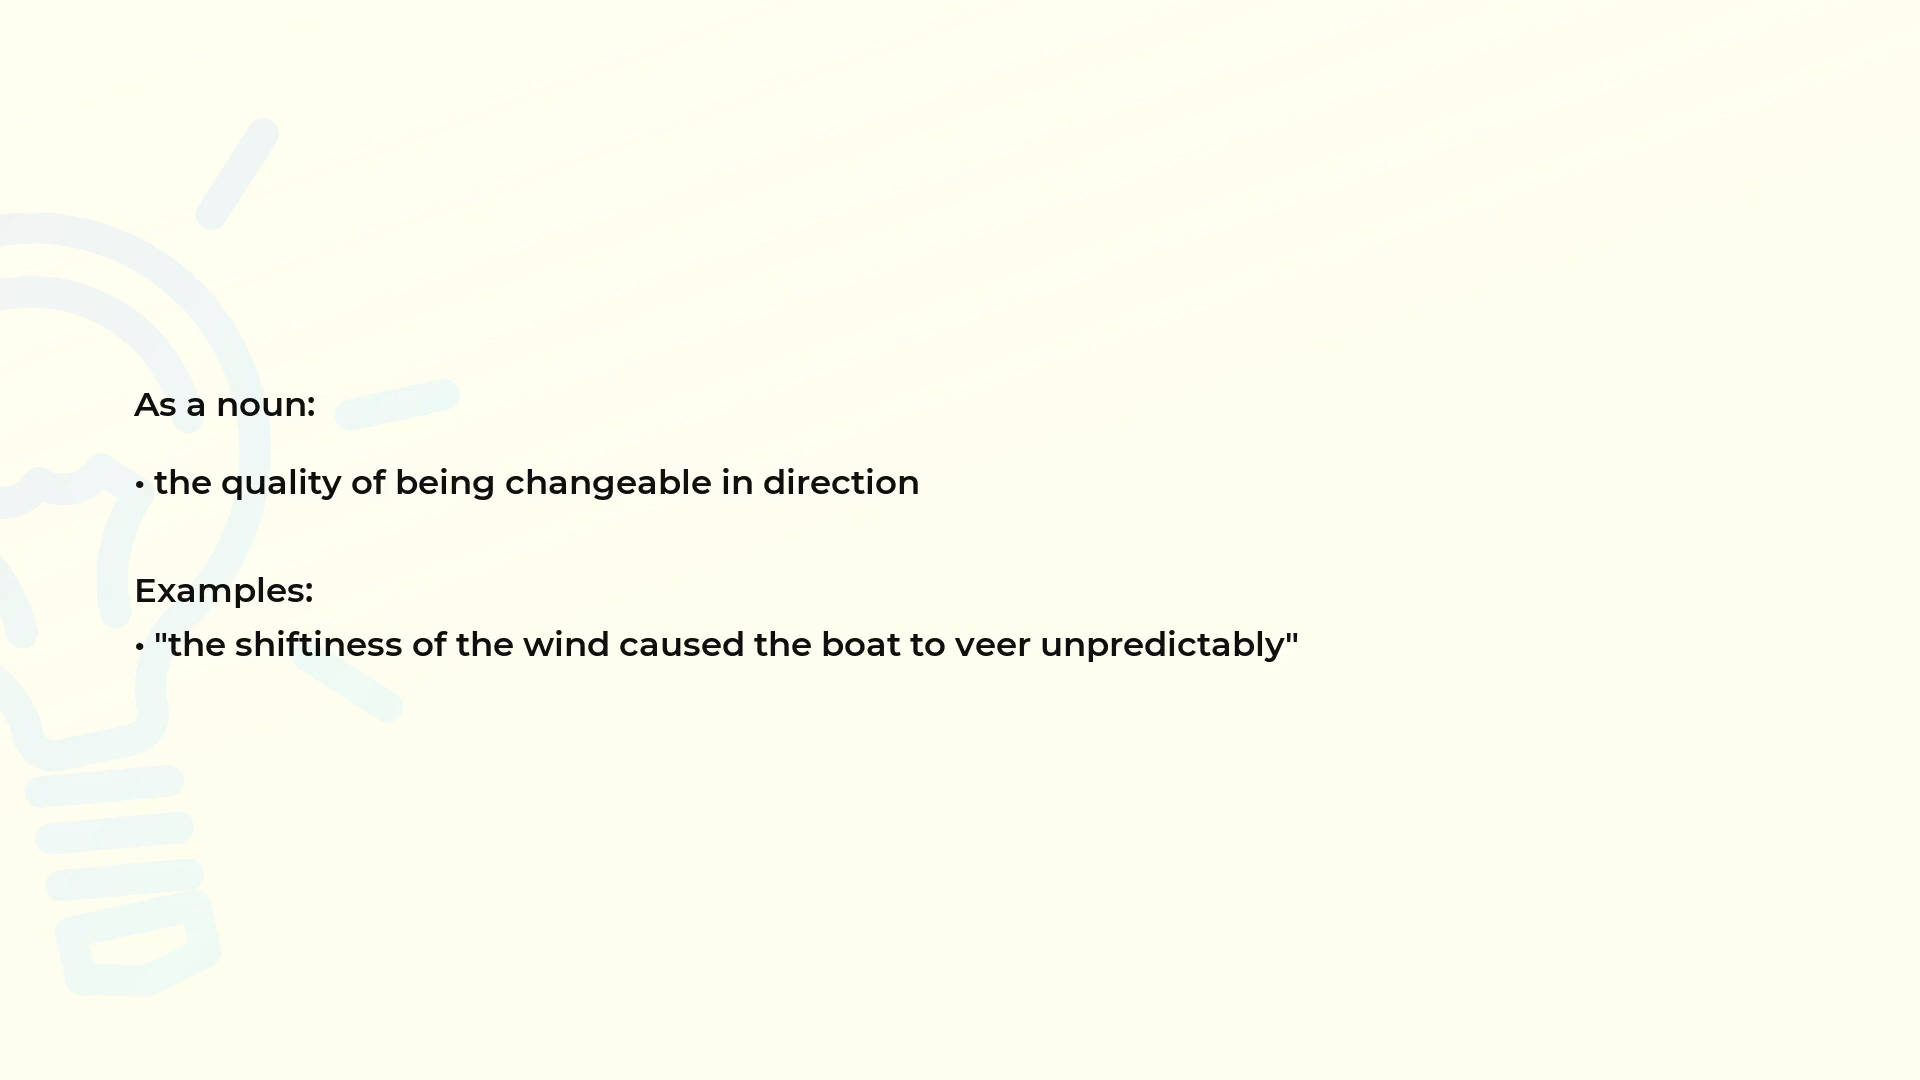 As a noun:
• the quality of being changeable in direction
Examples:
• "the shiftiness of the wind caused the boat to veer unpredictably"